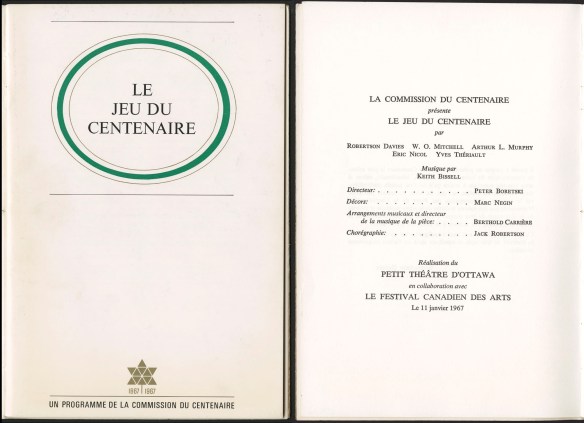 LE
JEU DU
CENTENAIRE
1867 1967
UN PROGRAMME DE LA COMMISSION DU CENTENAIRE
LA COMMISSION DU CENTENAIRE
présente
LE JEU DU CENTENAIRE
par
ROBERTSON DAVIES W. O. MITCHELL ARTHUR L. MURPHY
ERIC NICOL YVES THÉRIAULT
Musique par
KEITH BISSELL
Directeur: . . . . . . . . . . . PETER BORETSKI
Décore: . . . . . . . . . . . . MARC NEGIN
Arrangements musicaux et directeur
de la musique de la pièce: . . . . BERTHOLD CARRIÈRE
Chorégraphie: . . . . . . . . . JACK ROBERTSON
Réalisation du
PETIT THÉÂTRE D'OTTAWA
en collaboration avec
LE FESTIVAL CANADIEN DES ARTS
Le 11 janvier 1967